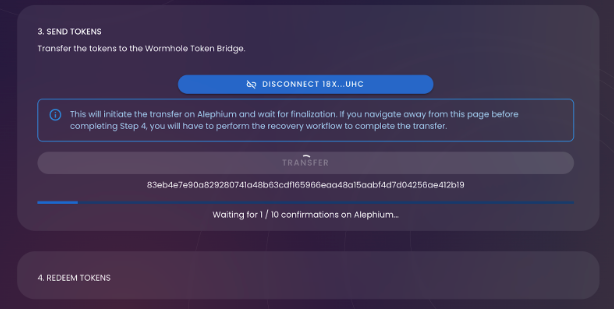 3. SEND TOKENS
Transfer the tokens to the Wormhole Token Bridge.
DISCONNECT 18X...UHC
This will initiate the transfer on Alephium and wait for finalization. If you navigate away from this page before
completing Step 4, you will have to perform the recovery workflow to complete the transfer.
TRANSFER
83eb4e7e90a829280741a48b63cdf165966eaa48a15aabf4d7d04256ae412b19
Waiting for 1 / 10 confirmations on Alephium...
4. REDEEM TOKENS